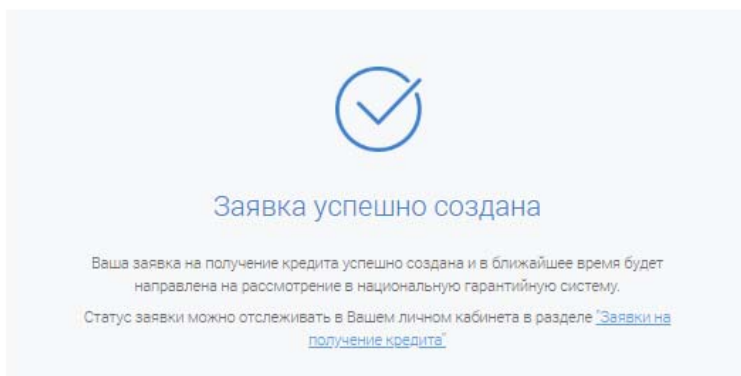 Заявка успешно создана
Ваша заявка на получение кредита успешно создана и в ближайшее время будет
направлена на рассмотрение в национальную гарантийную систему.
Статус заявки можно отслеживать в Вашем личном кабинета в разделе "Заявки на
получение кредита"